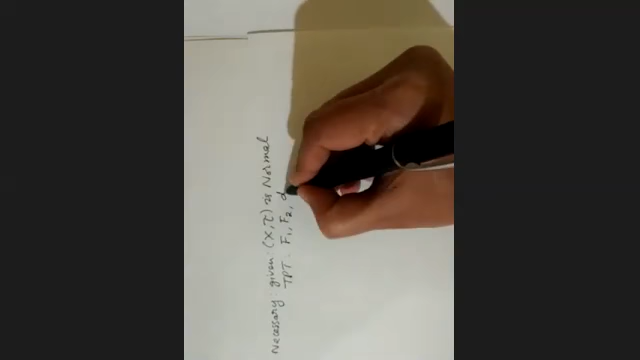 Necessary: given (X, τ) is Normal
TPT. F₁, F₂, d